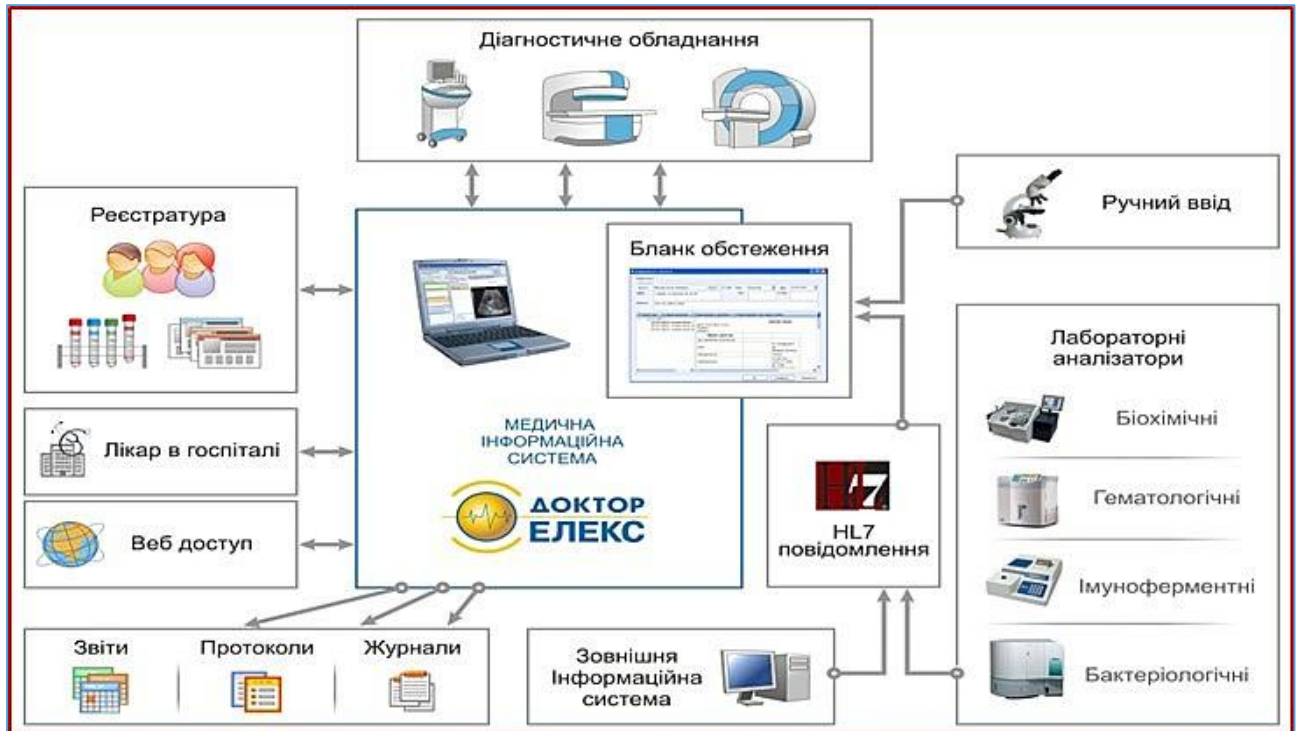 Діагностичне обладнання
Реєстратура
Бланк обстеження
Ручний ввід
Лабораторні
аналізатори
Біохімічні
Гематологічні
Імуноферментні
Бактеріологічні
Лікар в госпіталі
Веб доступ
МЕДИЧНА
ІНФОРМАЦІЙНА
СИСТЕМА
ДОКТОР
ЕЛЕКС
HL7
повідомлення
Звіти
Протоколи
Журнали
Зовнішня
Інформаційна
система